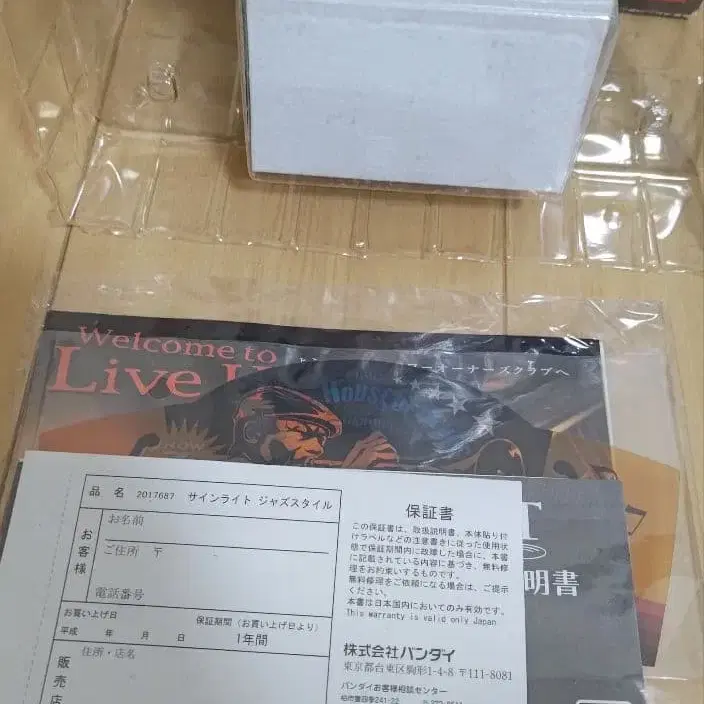 Welcome to
Live H
ーオーナーズクラブへ
HOUSE
品 名 2017687 サインライト ジャズスタイル
お客様
お名前
ご住所 〒
電話番号
お買い上げ日
平成 年 月 日
保証期間(お買い上げ日より)
1年間
販売店
住所・店名
保証書
この保証書は、取扱説明書、本体貼り付
けラベルなどの注意書きに従った使用状
態で保証期間内に故障した場合に、本書
に記載されている内容に基づき、無料修
理をお約束いするものです。
無料修理をご依頼になる場合は、ご提示
ください。
本書は日本国内においてのみ有効です。
This warranty is valid only Japan
株式会社バンダイ
東京都台東区駒形1-4-8 〒111-8081
バンダイお客様相談センター
明書